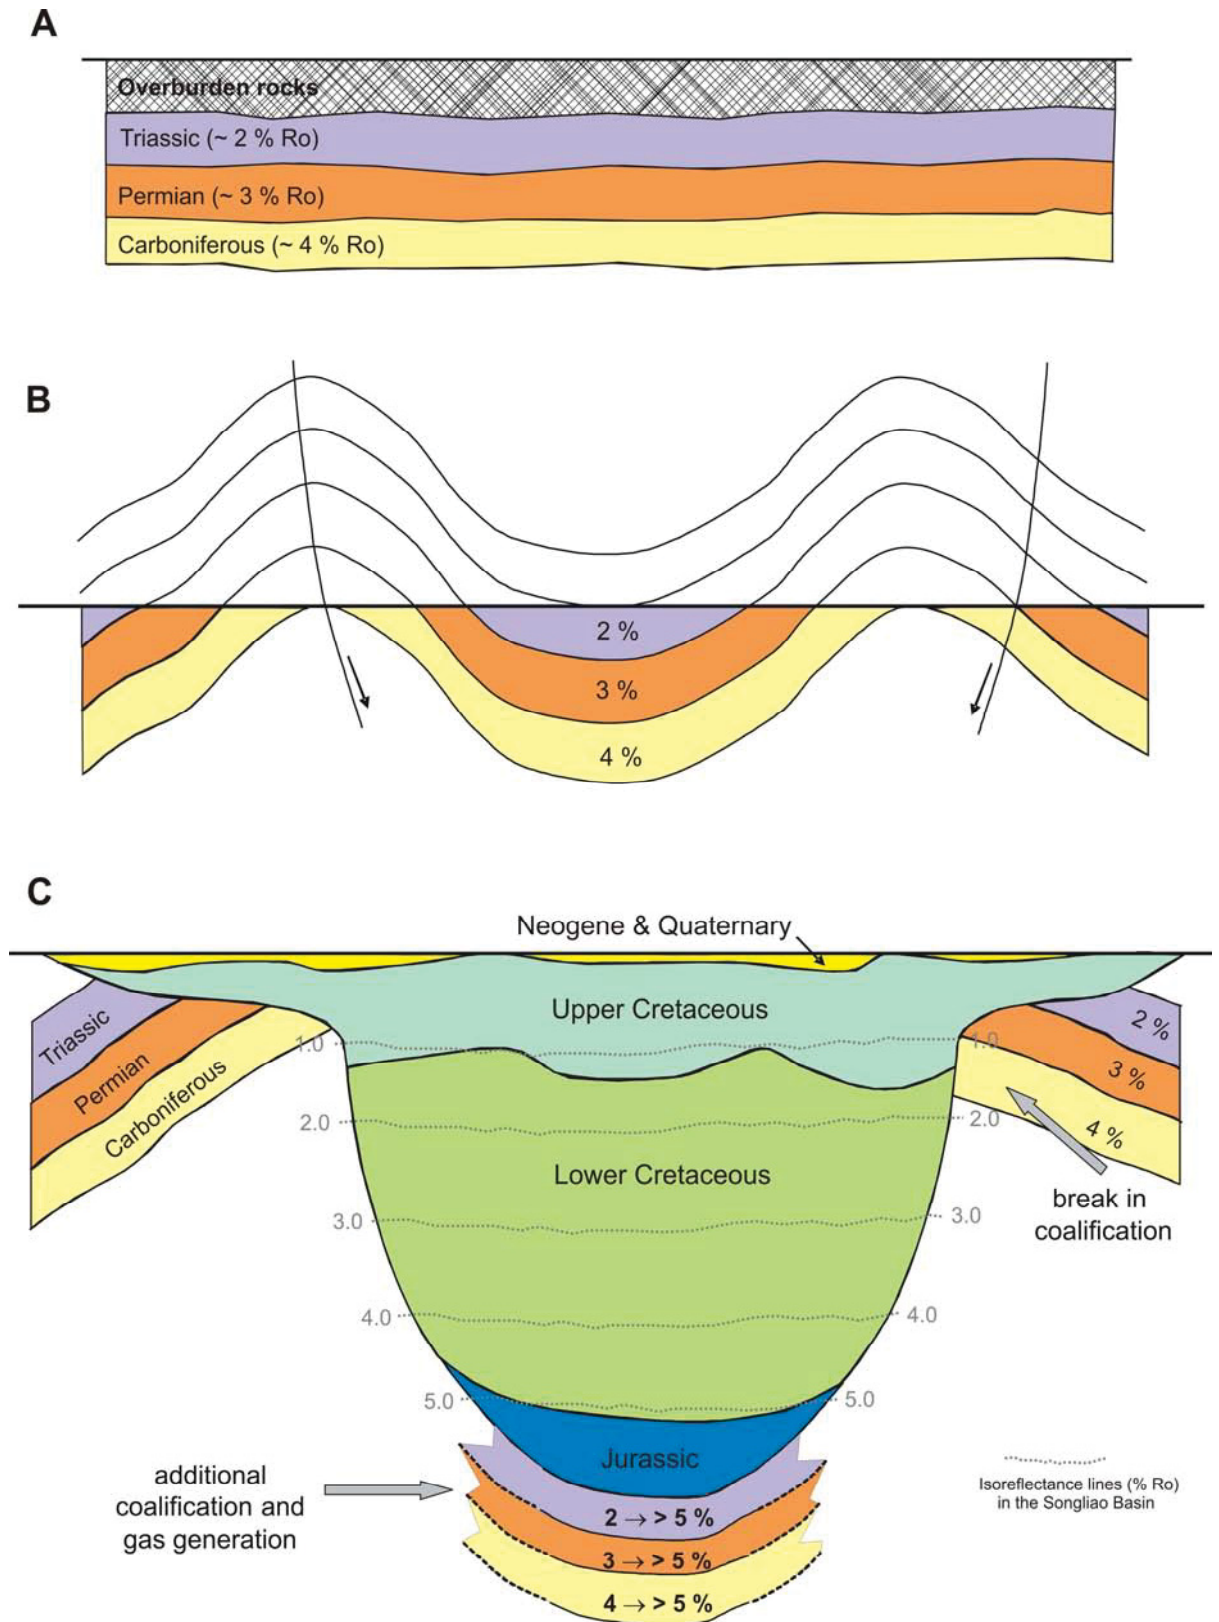 A
Overburden rocks
Triassic (~ 2 % Ro)
Permian (~ 3 % Ro)
Carboniferous (~ 4 % Ro)
B
2 %
3 %
4 %
C
Neogene & Quaternary
Upper Cretaceous
Triassic
Permian
Carboniferous
2 %
3 %
4 %
1.0
1.0
2.0
2.0
Lower Cretaceous
break in
coalification
3.0
3.0
4.0
4.0
5.0
5.0
Jurassic
additional
coalification and
gas generation
2 → > 5 %
3 → > 5 %
4 → > 5 %
Isoreflectance lines (% Ro)
in the Songliao Basin